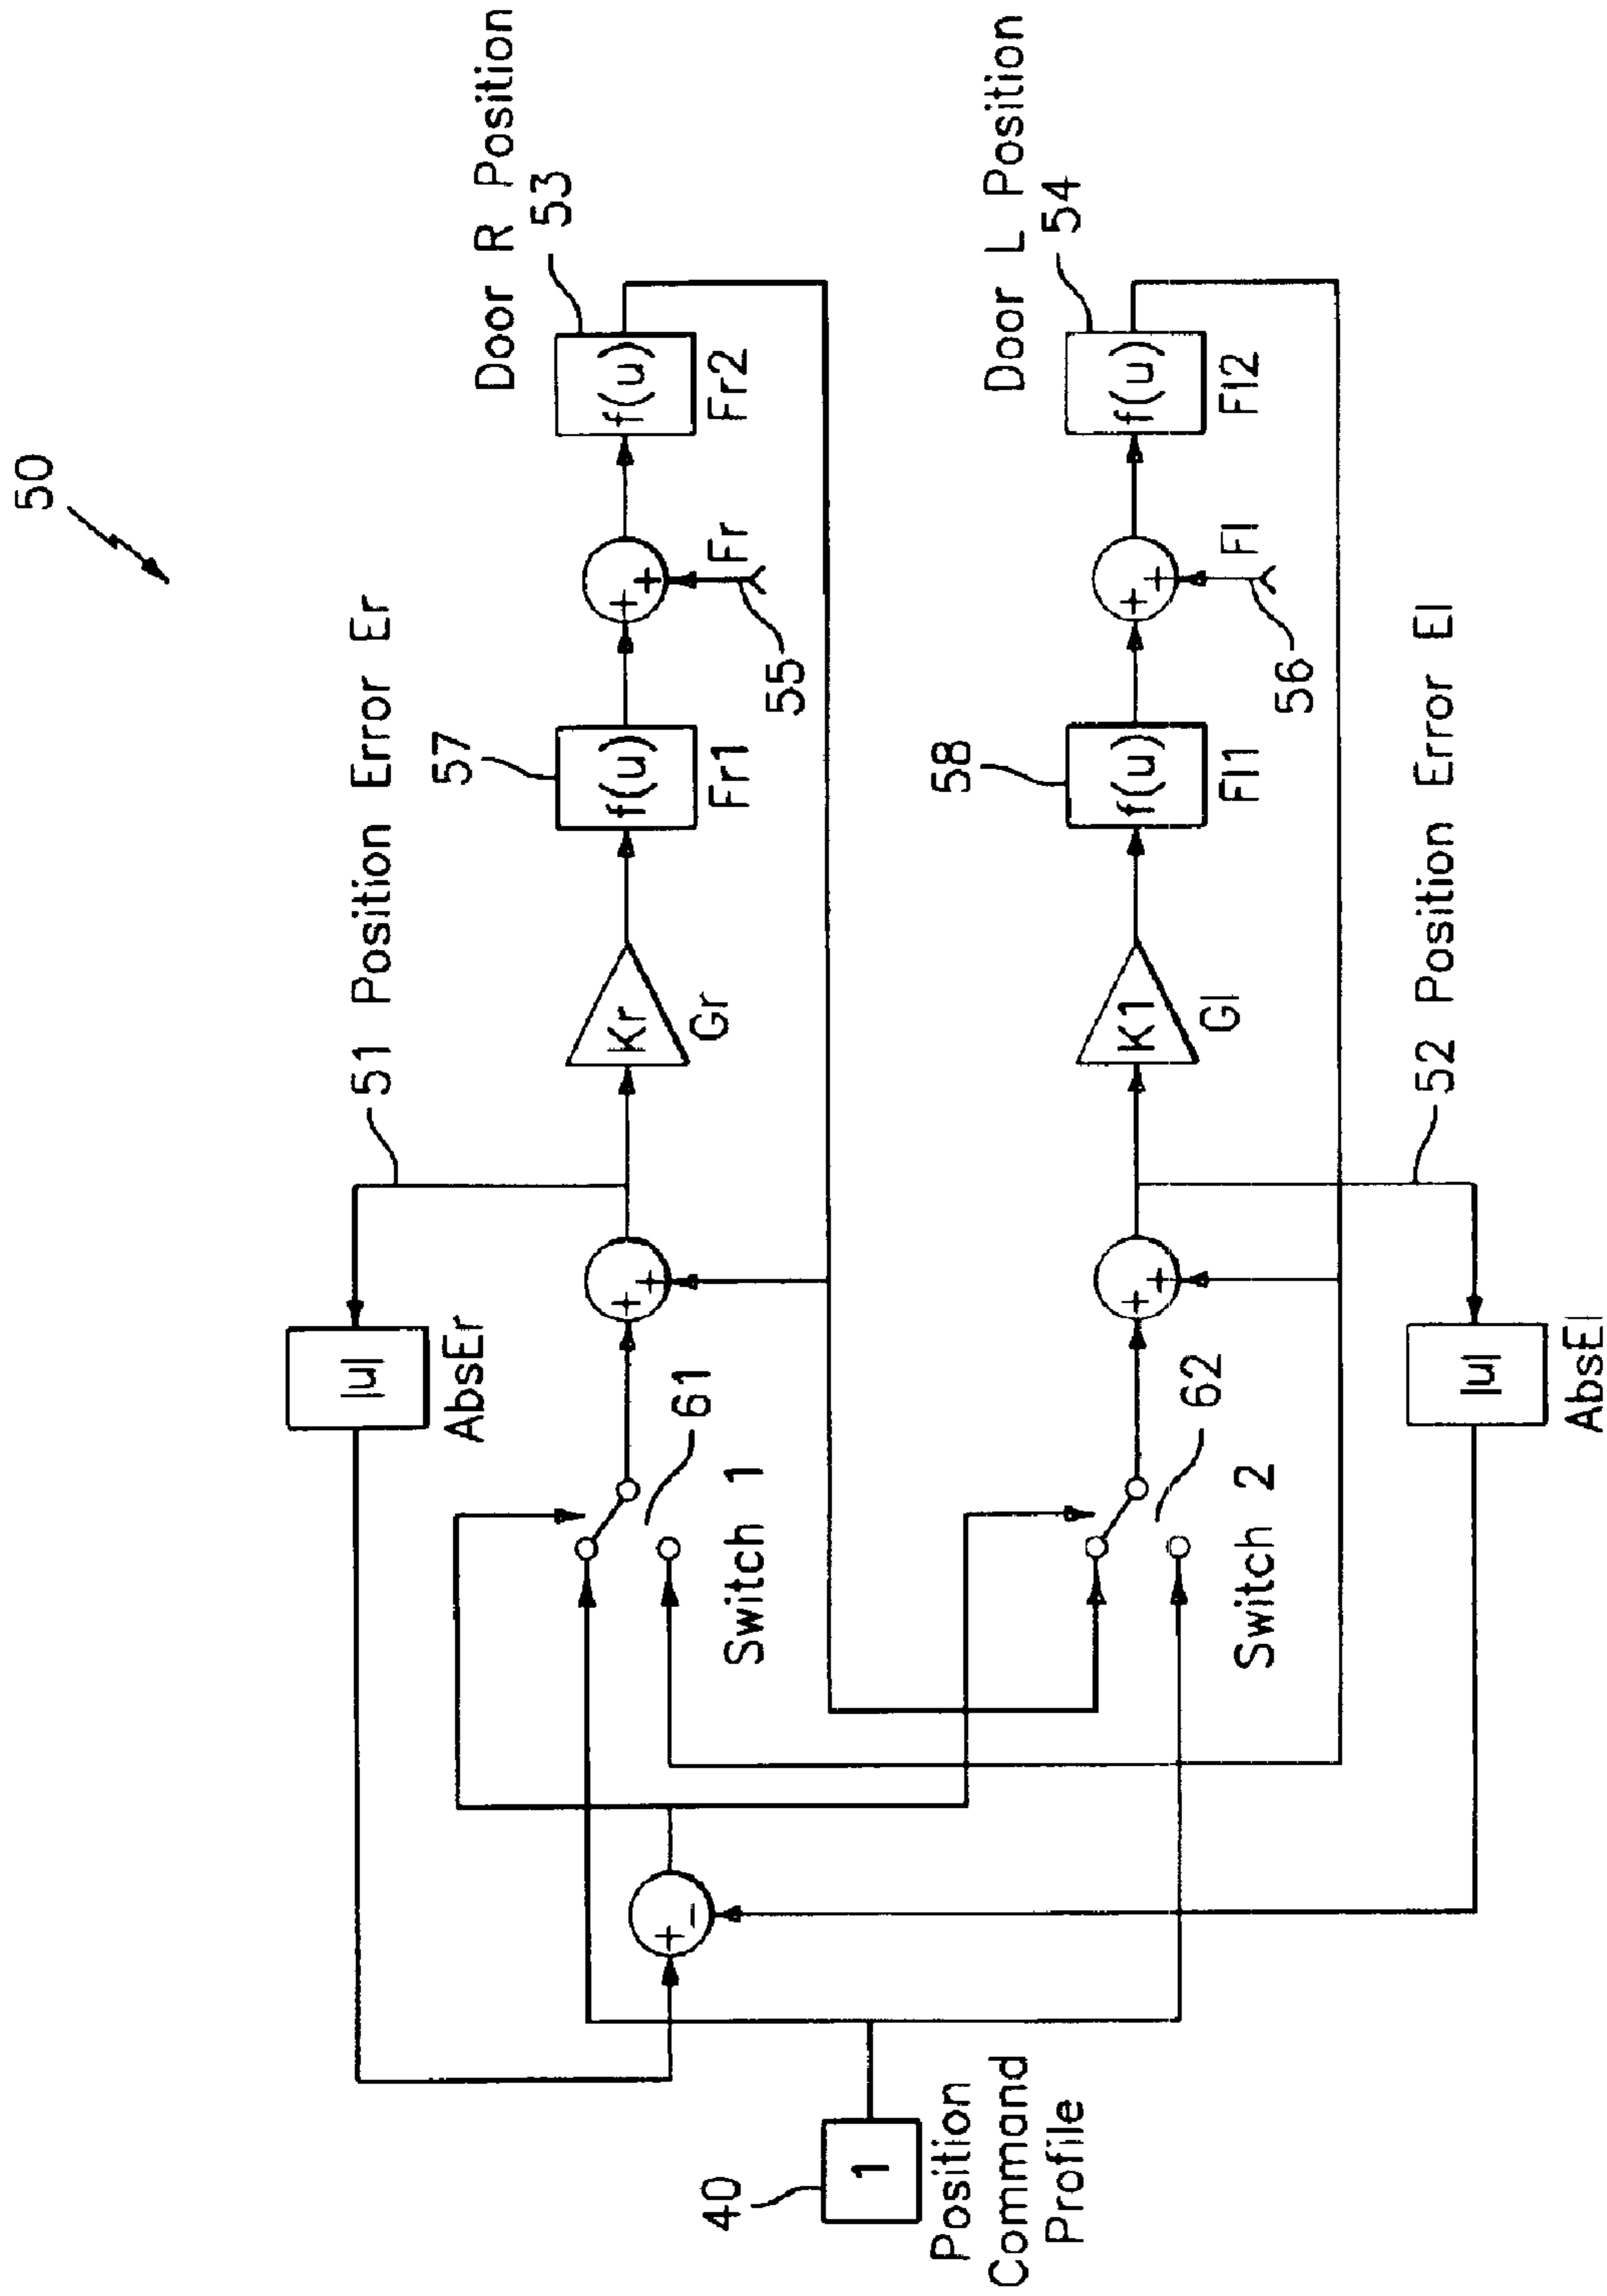 50
51 Position Error Er
|u|
AbsEr
Door R Position
53
57
Kr
Gr
f(u)
Fr1
+
+
Fr
55
f(u)
Fr2
+
+
61
Switch 1
+
-
40
1
Position
Command
Profile
Door L Position
54
58
K1
Gl
f(u)
Fl1
+
+
Fl
56
f(u)
Fl2
+
+
62
Switch 2
52 Position Error El
|u|
AbsEl